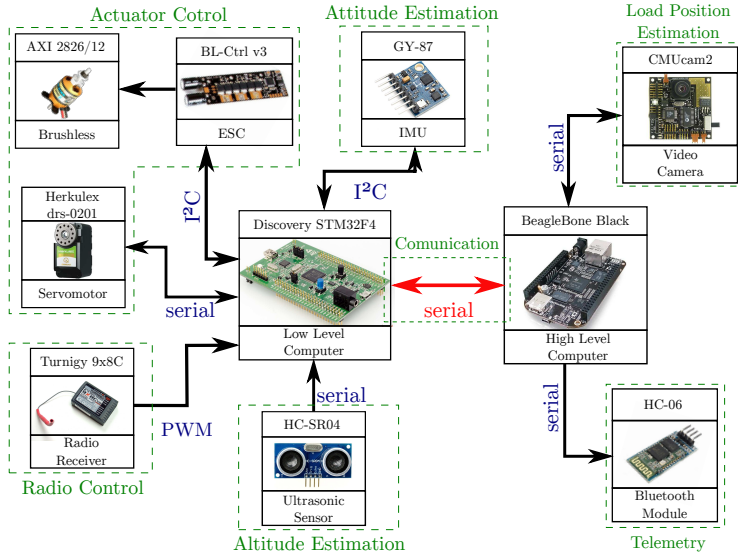 Actuator Cotrol
Attitude Estimation
Load Position
Estimation
AXI 2826/12
Brushless
BL-Ctrl v3
ESC
GY-87
IMU
CMUcam2
Video
Camera
I²C
I²C
serial
Herkulex
drs-0201
Servomotor
serial
Discovery STM32F4
Low Level
Computer
Comunication
serial
BeagleBone Black
High Level
Computer
Turnigy 9x8C
Radio
Receiver
PWM
Radio Control
serial
HC-SR04
Ultrasonic
Sensor
Altitude Estimation
serial
HC-06
Bluetooth
Module
Telemetry